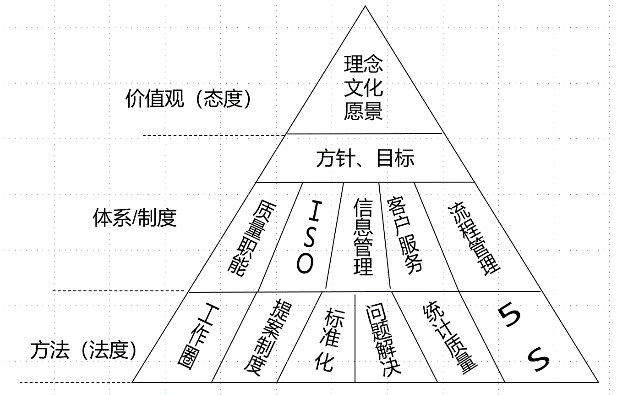 理念
文化
愿景
价值观（态度）
方针、目标
体系/制度
质量职能
ISO
信息管理
客户服务
流程管理
方法（法度）
工作圈
提案制度
标准化
问题解决
统计质量
5S